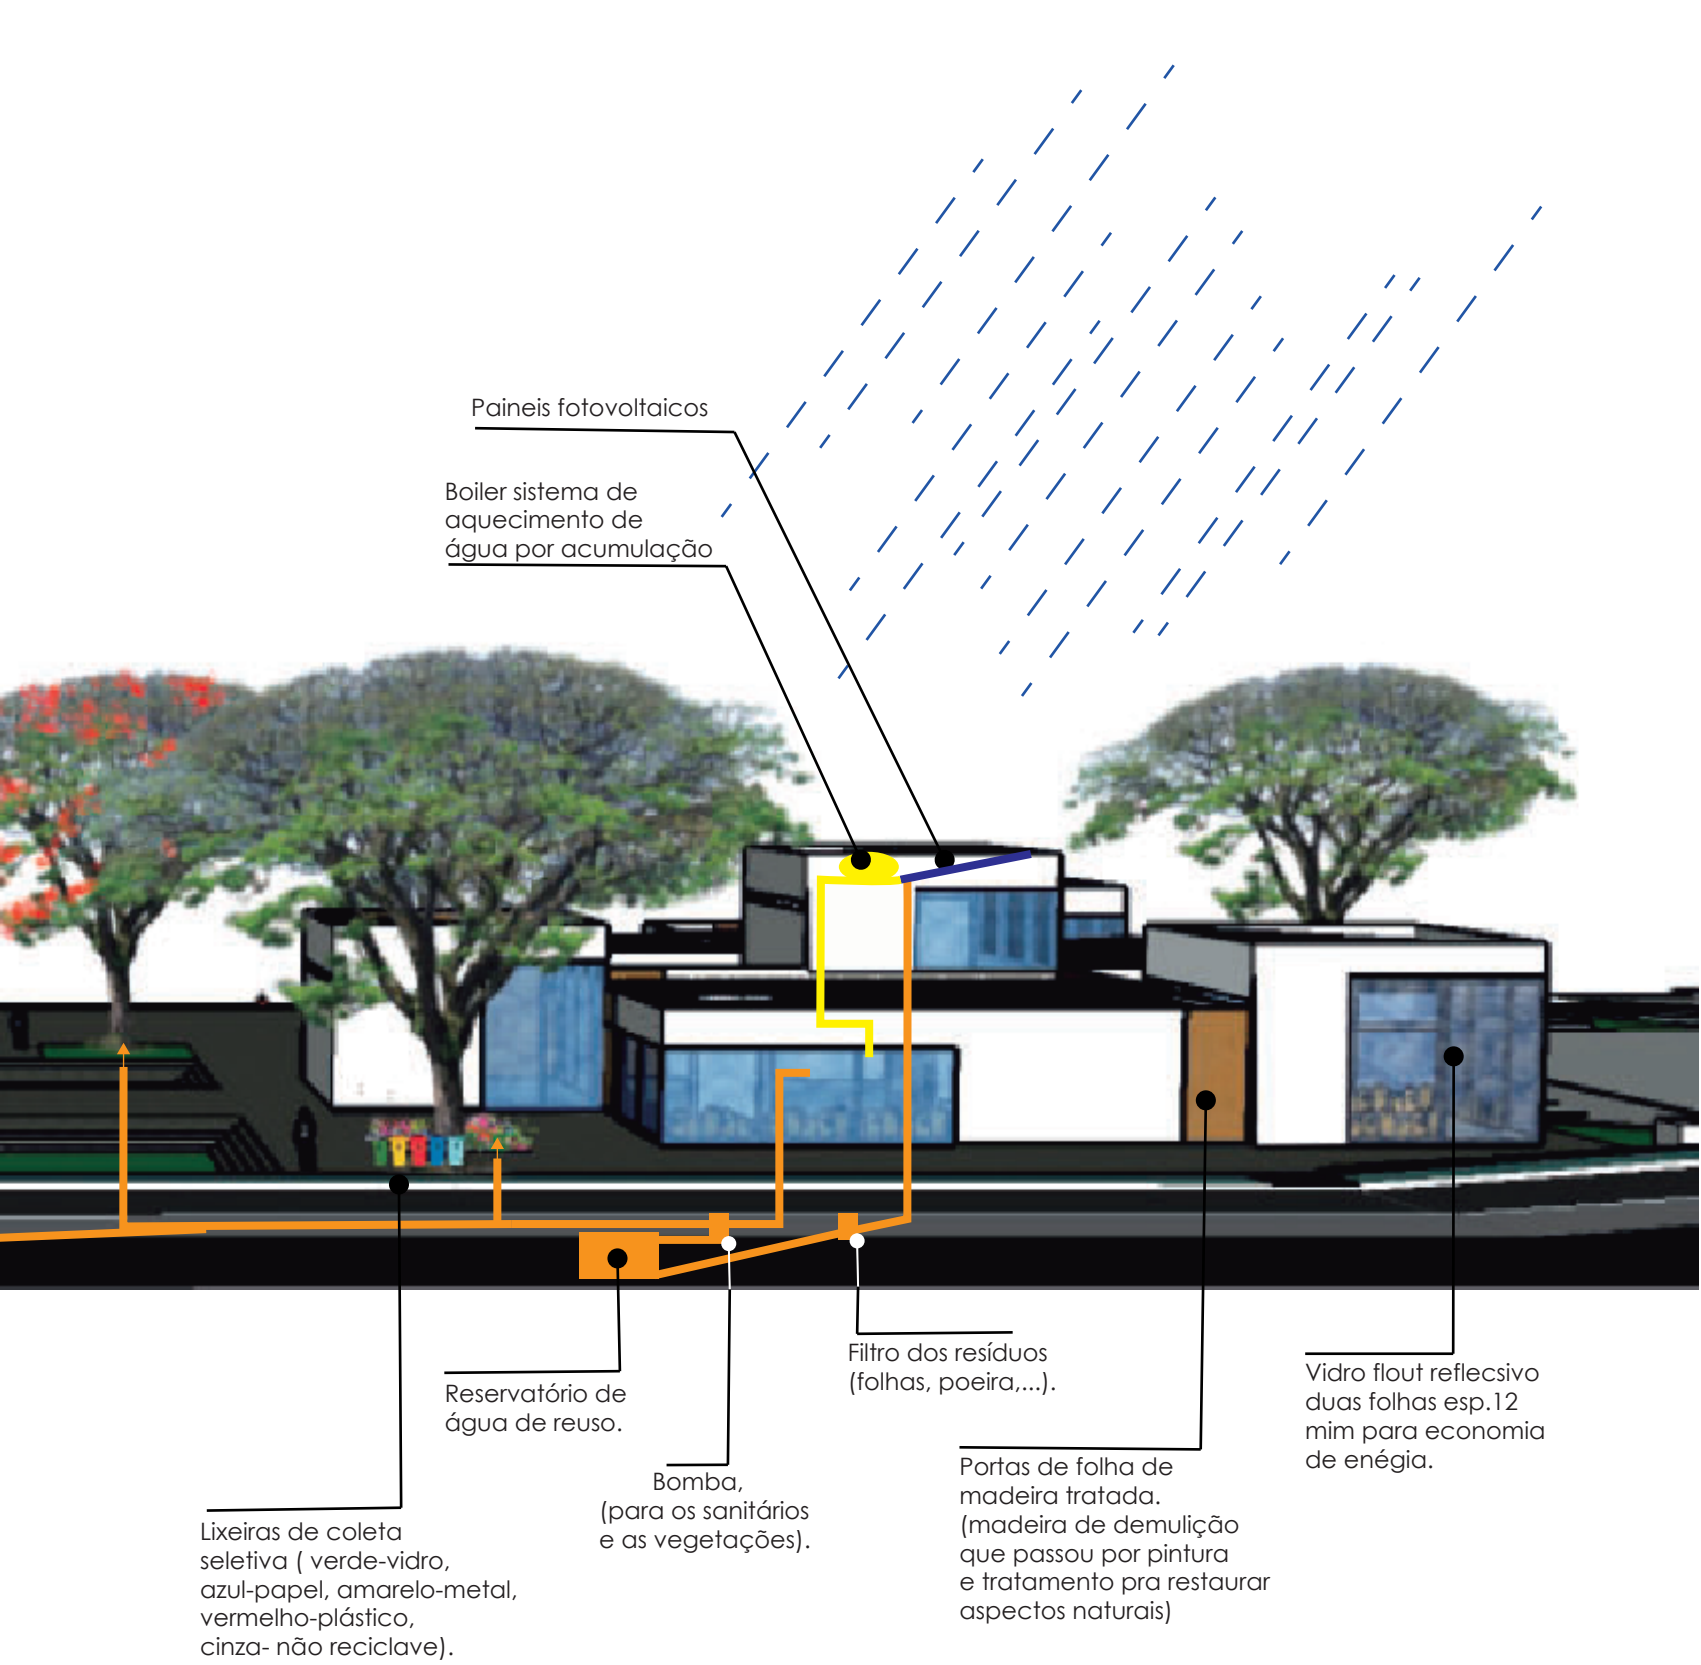 Paineis fotovoltaicos
Boiler sistema de
aquecimento de
água por acumulação
Filtro dos resíduos
(folhas, poeira,...).
Vidro flout reflecsivo
duas folhas esp.12
mim para economia
de enégia.
Reservatório de
água de reuso.
Portas de folha de
madeira tratada.
(madeira de demulição
que passou por pintura
e tratamento pra restaurar
aspectos naturais)
Bomba,
(para os sanitários
e as vegetações).
Lixeiras de coleta
seletiva ( verde-vidro,
azul-papel, amarelo-metal,
vermelho-plástico,
cinza- não reciclave).